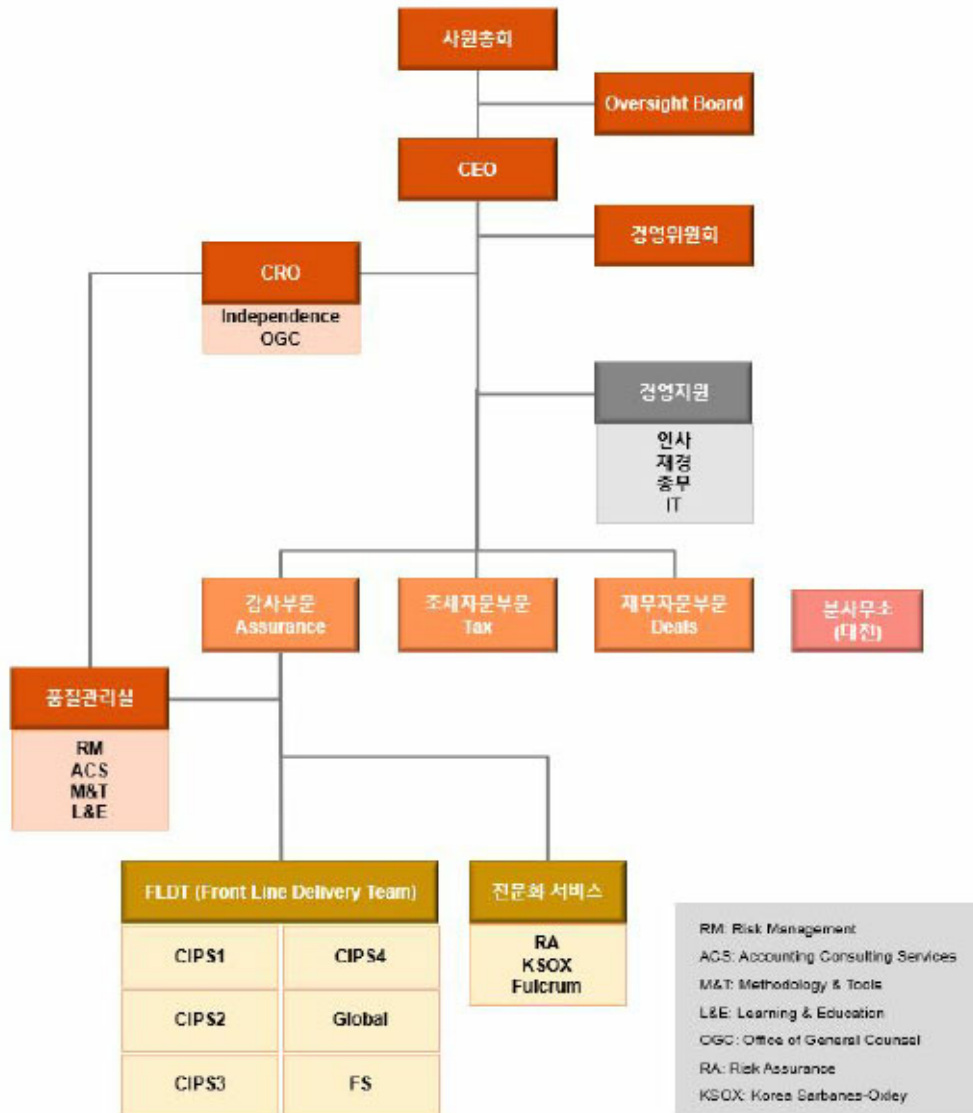 사원총회
Oversight Board
CEO
경영위원회
CRO
Independence
OGC
경영지원
인사
재경
총무
IT
감사부문
Assurance
조세자문부문
Tax
재무자문부문
Deals
분사무소
(대전)
품질관리실
RM
ACS
M&T
L&E
FLDT (Front Line Delivery Team)
CIPS1
CIPS4
CIPS2
Global
CIPS3
FS
전문화 서비스
RA
KSOX
Fulcrum
RM: Risk Management
ACS: Accounting Consulting Services
M&T: Methodology & Tools
L&E: Learning & Education
OGC: Office of General Counsel
RA: Risk Assurance
KSOX: Korea Sarbanes-Oxley